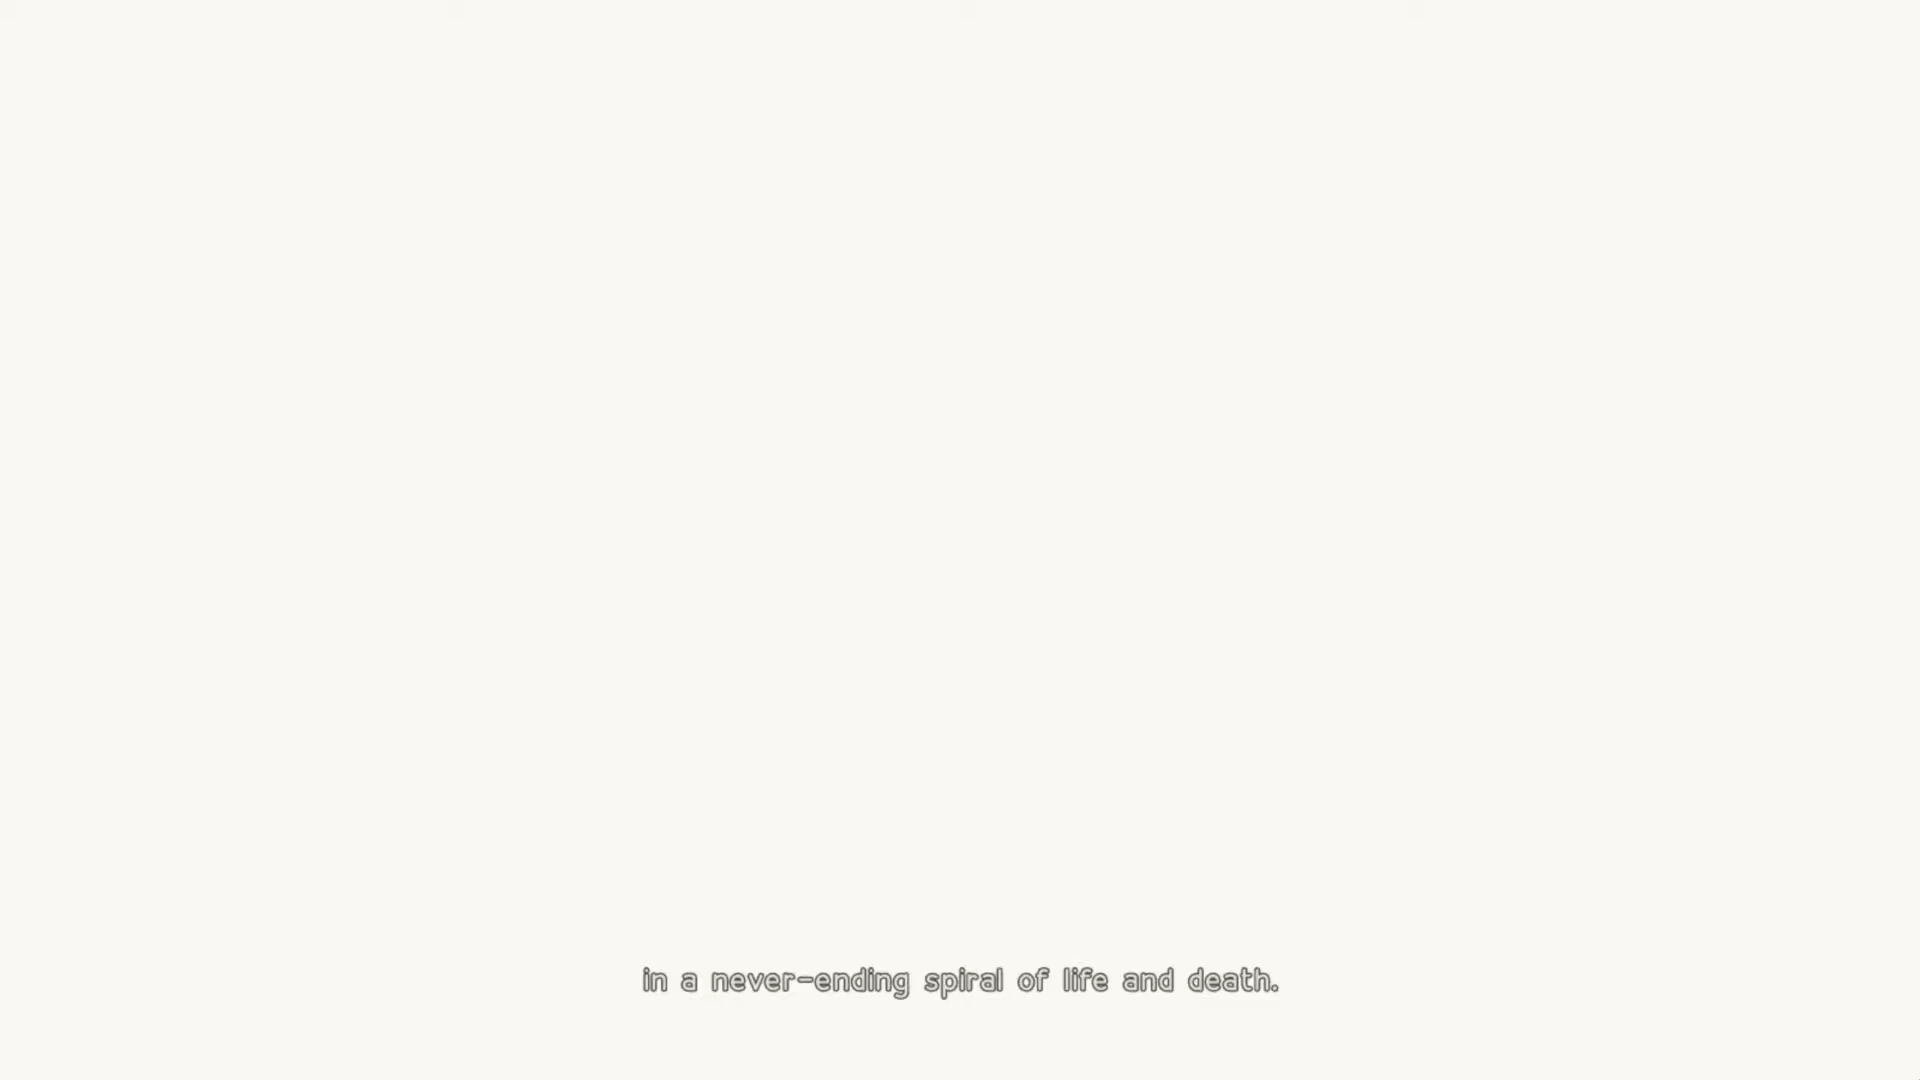 in a never-ending spiral of life and death.